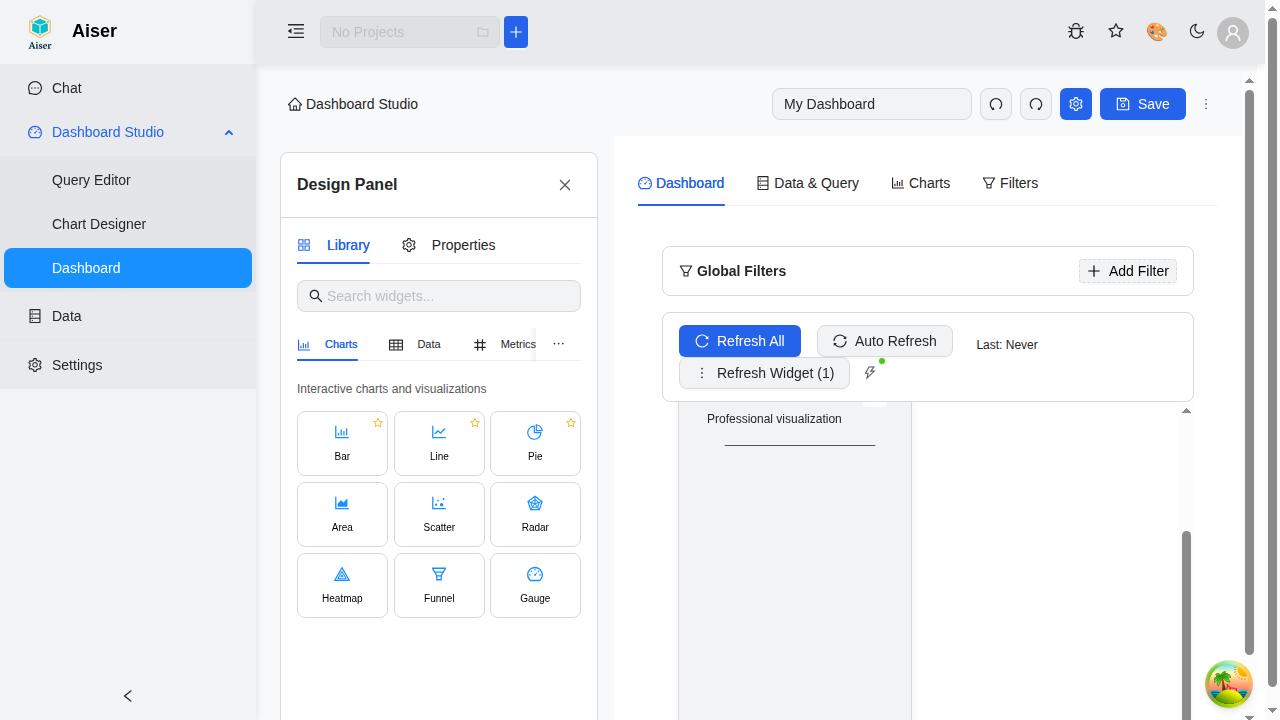 Aiser
Aiser
No Projects
Chat
Dashboard Studio
Query Editor
Chart Designer
Dashboard
Data
Settings
Dashboard Studio
My Dashboard
Save
Design Panel
Library
Properties
Search widgets...
Charts
Data
Metrics
Interactive charts and visualizations
Bar
Line
Pie
Area
Scatter
Radar
Heatmap
Funnel
Gauge
Dashboard
Data & Query
Charts
Filters
Global Filters
Add Filter
Refresh All
Auto Refresh
Last: Never
Refresh Widget (1)
Professional visualization